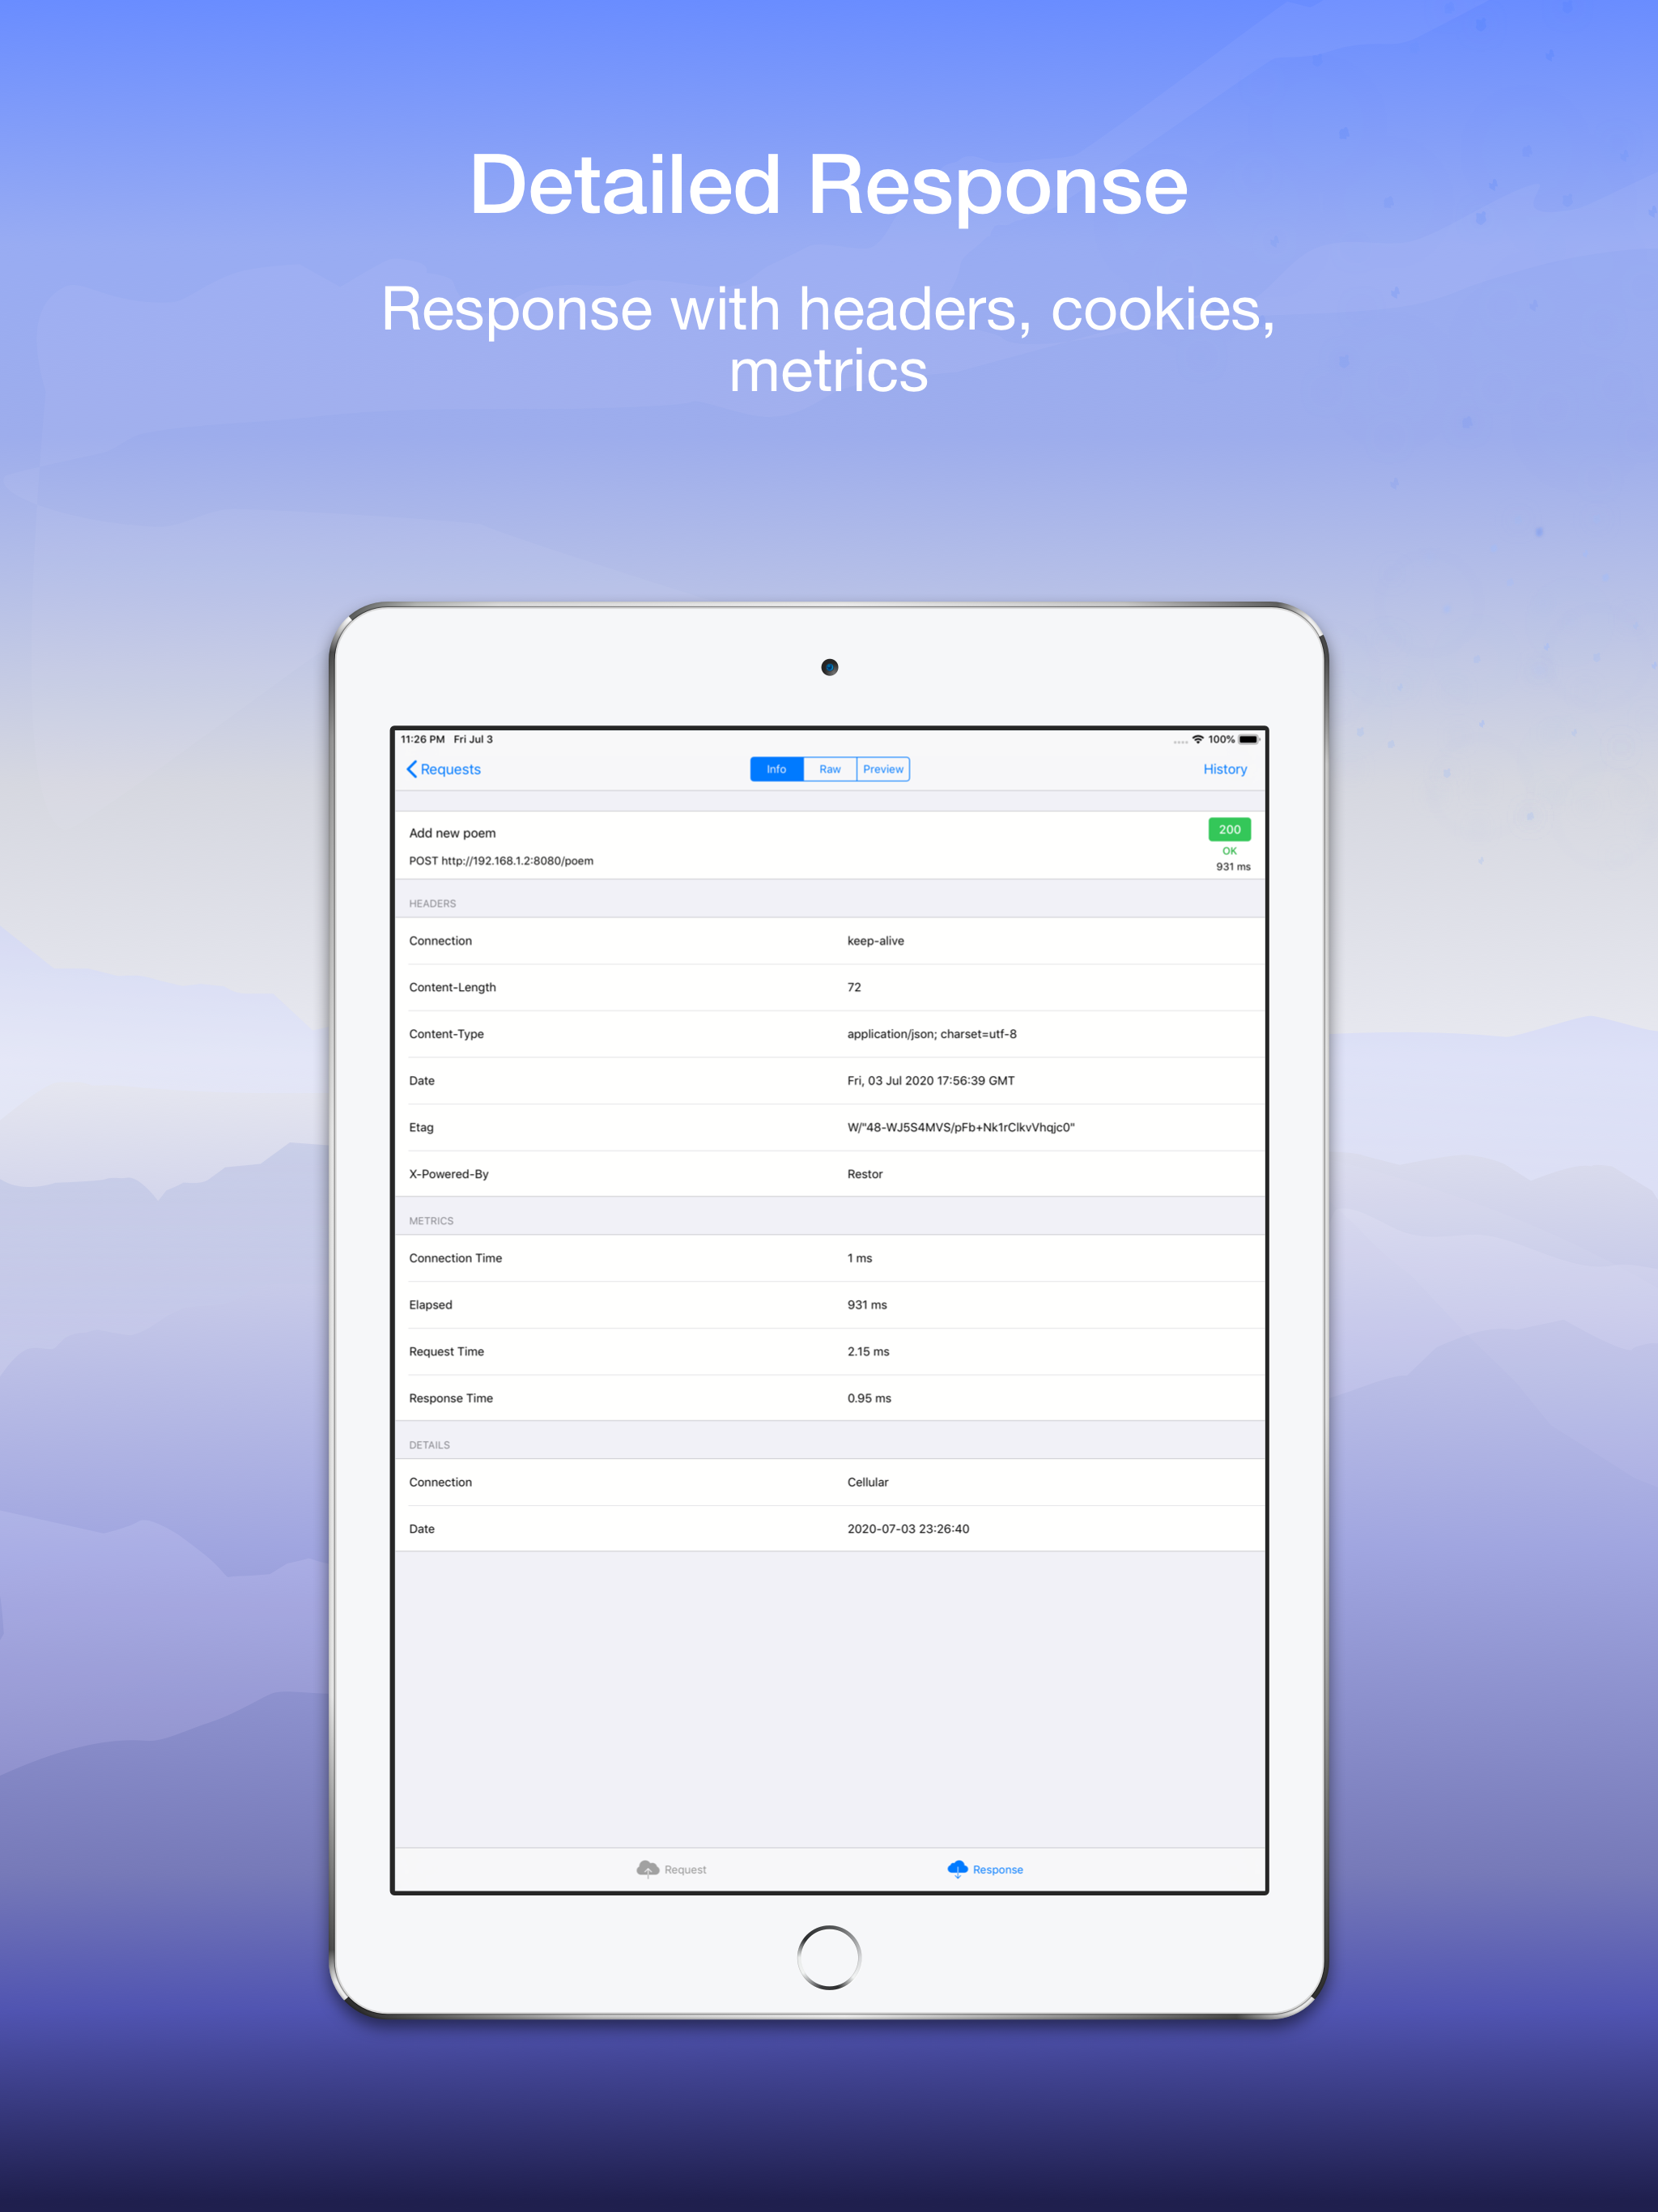 Detailed Response
Response with headers, cookies,
metrics
11:26 PM Fri Jul 3 100%
Requests Info Raw Preview History
Add new poem 200
OK
POST http://192.168.1.2:8080/poem 931 ms
HEADERS
Connection keep-alive
Content-Length 72
Content-Type application/json; charset=utf-8
Date Fri, 03 Jul 2020 17:56:39 GMT
Etag W/"48-WJ5S4MVS/pFb+Nk1rClkvVhqjc0"
X-Powered-By Restor
METRICS
Connection Time 1 ms
Elapsed 931 ms
Request Time 2.15 ms
Response Time 0.95 ms
DETAILS
Connection Cellular
Date 2020-07-03 23:26:40
Request Response